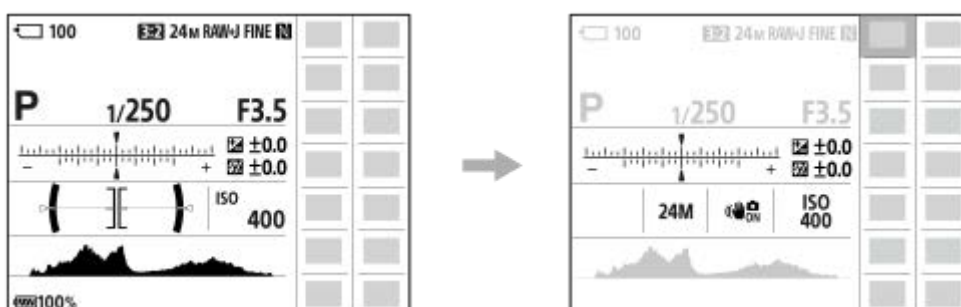 100 3:2 24M RAW+J FINE N
P 1/250 F3.5
±0.0
- + ±0.0
ISO
400
100%
100 3:2 24M RAW+J FINE N
P 1/250 F3.5
±0.0
- + ±0.0
24M ON ISO
400